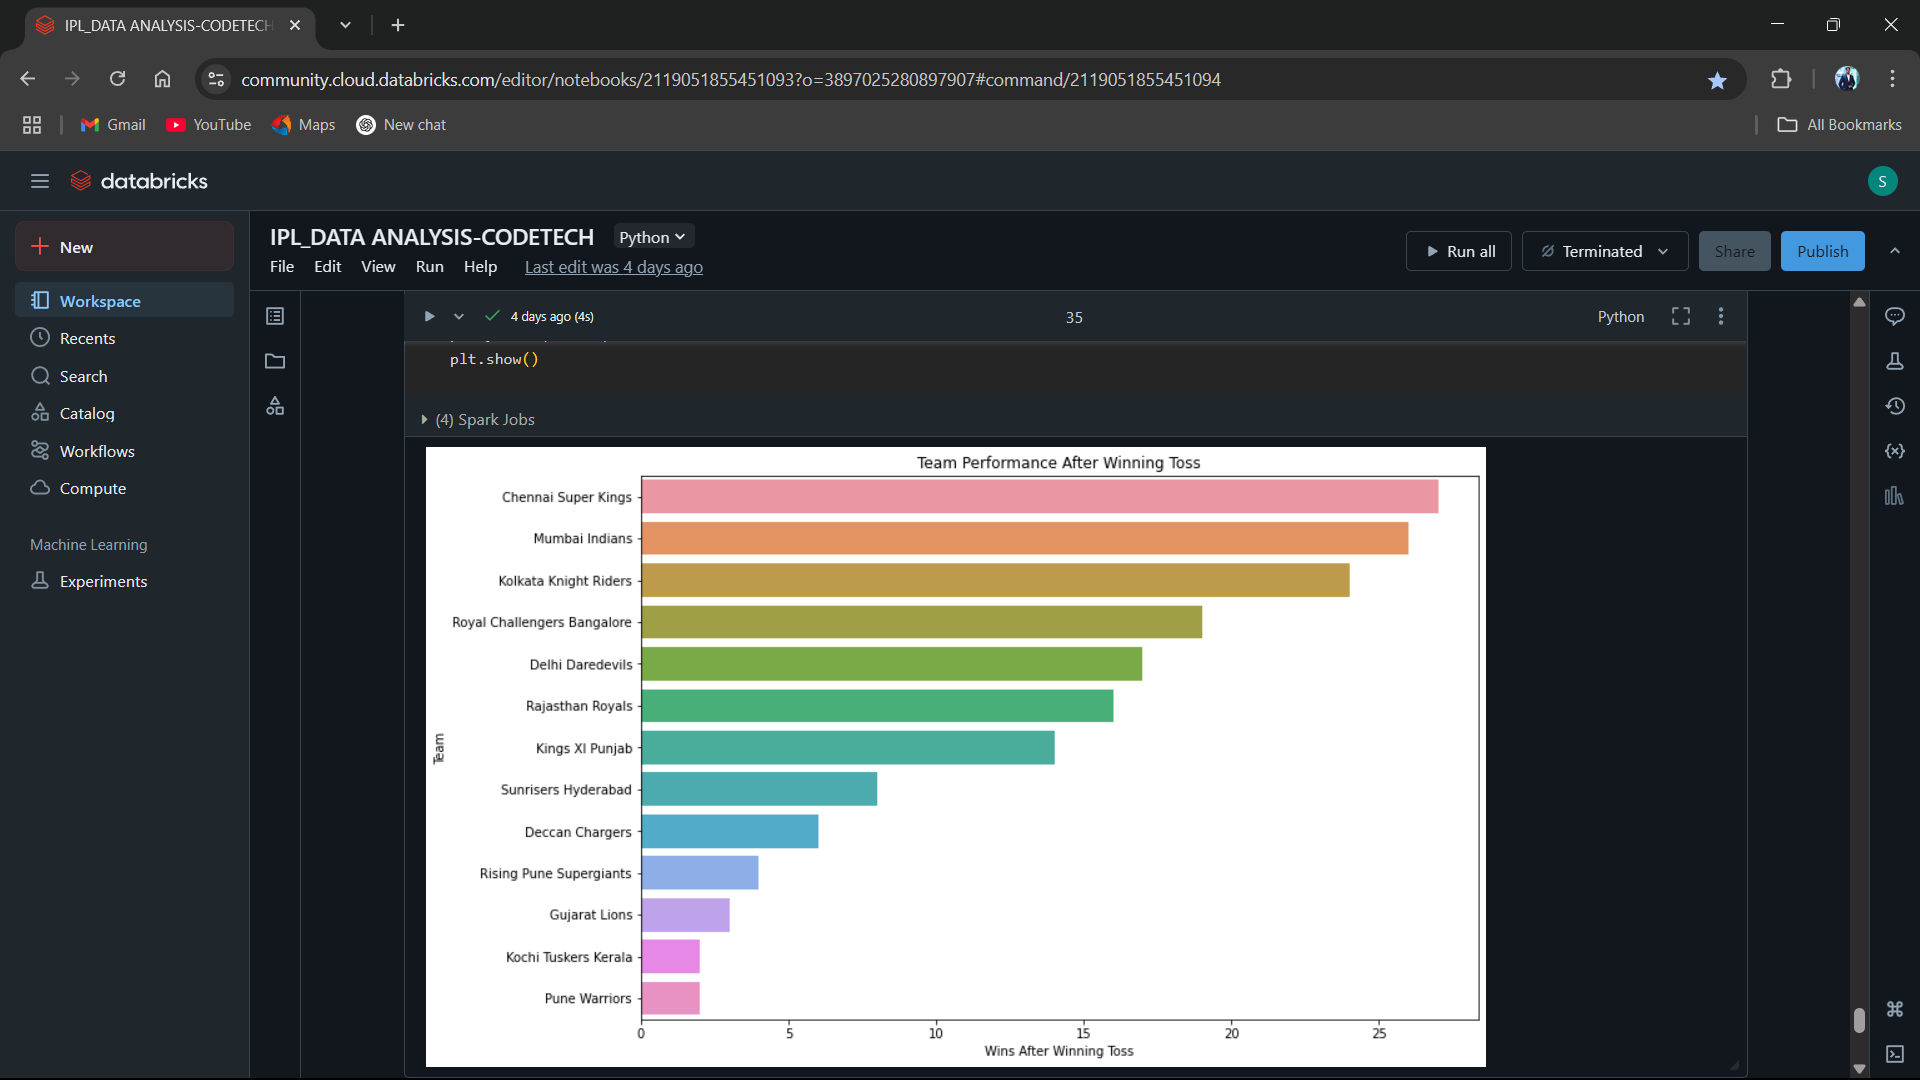 IPL_DATA ANALYSIS-CODETECH
community.cloud.databricks.com/editor/notebooks/2119051855451093?o=3897025280897907#command/2119051855451094
Gmail YouTube Maps New chat All Bookmarks
databricks S
New
Workspace
Recents
Search
Catalog
Workflows
Compute
Machine Learning
Experiments
IPL_DATA ANALYSIS-CODETECH Python
File Edit View Run Help Last edit was 4 days ago
Run all Terminated Share Publish
4 days ago (4s) 35 Python
plt.show()
(4) Spark Jobs
Team Performance After Winning Toss
Chennai Super Kings
Mumbai Indians
Kolkata Knight Riders
Royal Challengers Bangalore
Delhi Daredevils
Rajasthan Royals
Kings XI Punjab
Sunrisers Hyderabad
Deccan Chargers
Rising Pune Supergiants
Gujarat Lions
Kochi Tuskers Kerala
Pune Warriors
Team
0 5 10 15 20 25
Wins After Winning Toss